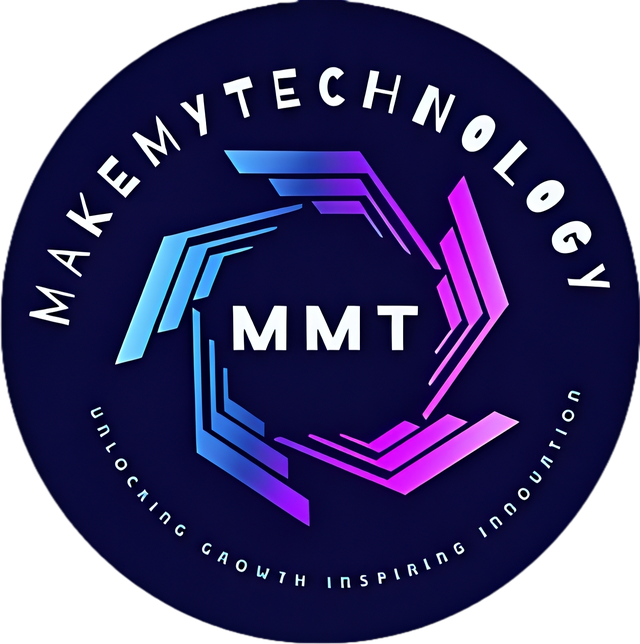 MAKEMYTECHNOLOGY
MMT
UNLOCKING GROWTH INSPIRING INNOVATION